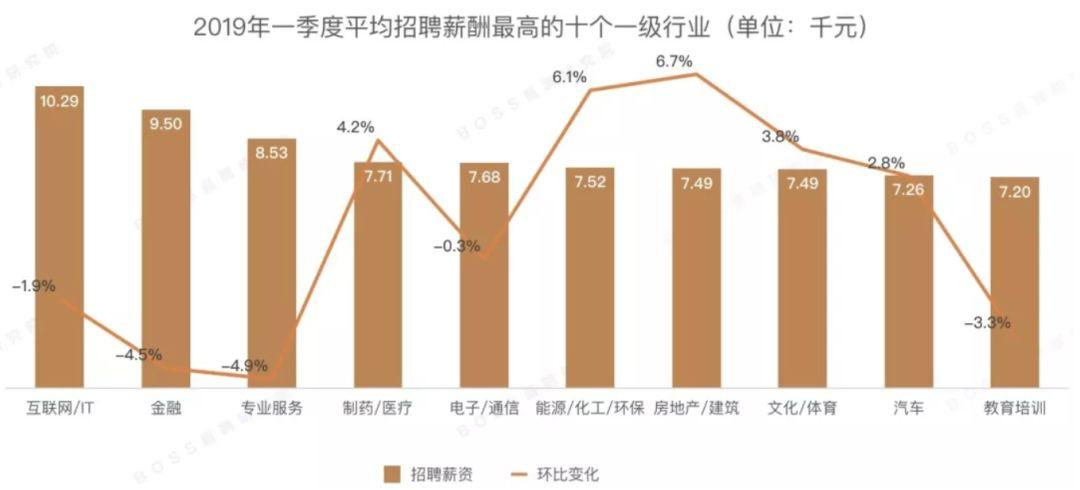 2019年一季度平均招聘薪酬最高的十个一级行业（单位：千元）
10.29
9.50
8.53
7.71
7.68
7.52
7.49
7.49
7.26
7.20
-1.9%
-4.5%
-4.9%
4.2%
-0.3%
6.1%
6.7%
3.8%
2.8%
-3.3%
互联网/IT
金融
专业服务
制药/医疗
电子/通信
能源/化工/环保
房地产/建筑
文化/体育
汽车
教育培训
招聘薪资
环比变化